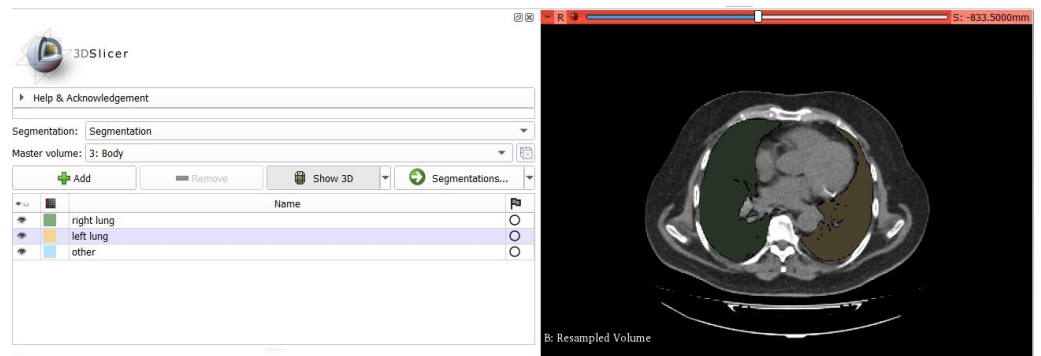 R S: -833.5000mm
3DSlicer
Help & Acknowledgement
Segmentation: Segmentation
Master volume: 3: Body
Add Remove Show 3D Segmentations...
Name
right lung
left lung
other
B: Resampled Volume